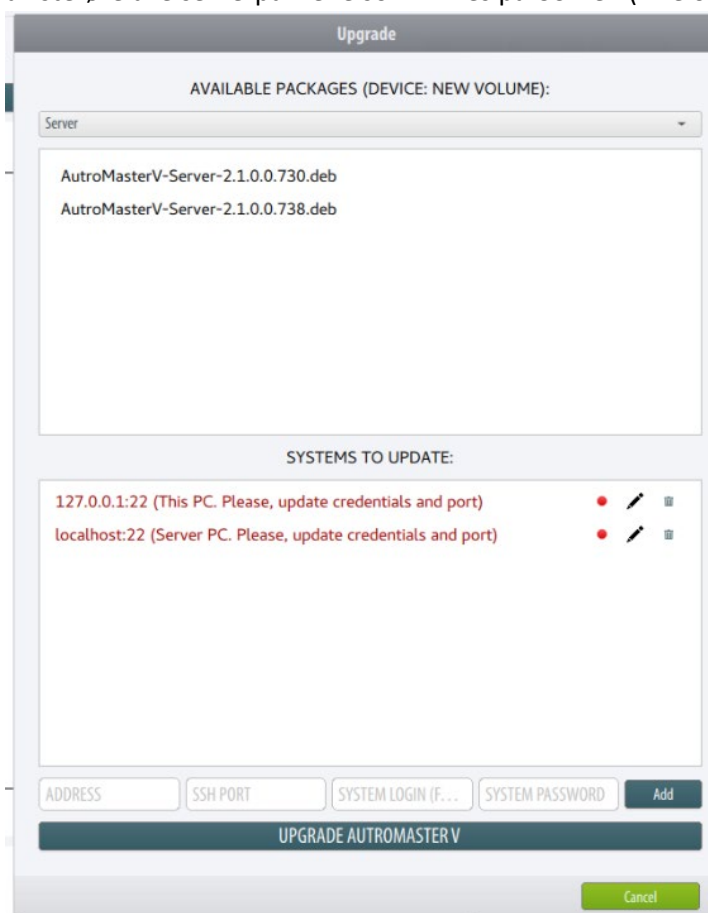 Upgrade
AVAILABLE PACKAGES (DEVICE: NEW VOLUME):
Server
AutroMasterV-Server-2.1.0.0.730.deb
AutroMasterV-Server-2.1.0.0.738.deb
SYSTEMS TO UPDATE:
127.0.0.1:22 (This PC. Please, update credentials and port)
localhost:22 (Server PC. Please, update credentials and port)
ADDRESS SSH PORT SYSTEM LOGIN (F... SYSTEM PASSWORD Add
UPGRADE AUTROMASTER V
Cancel